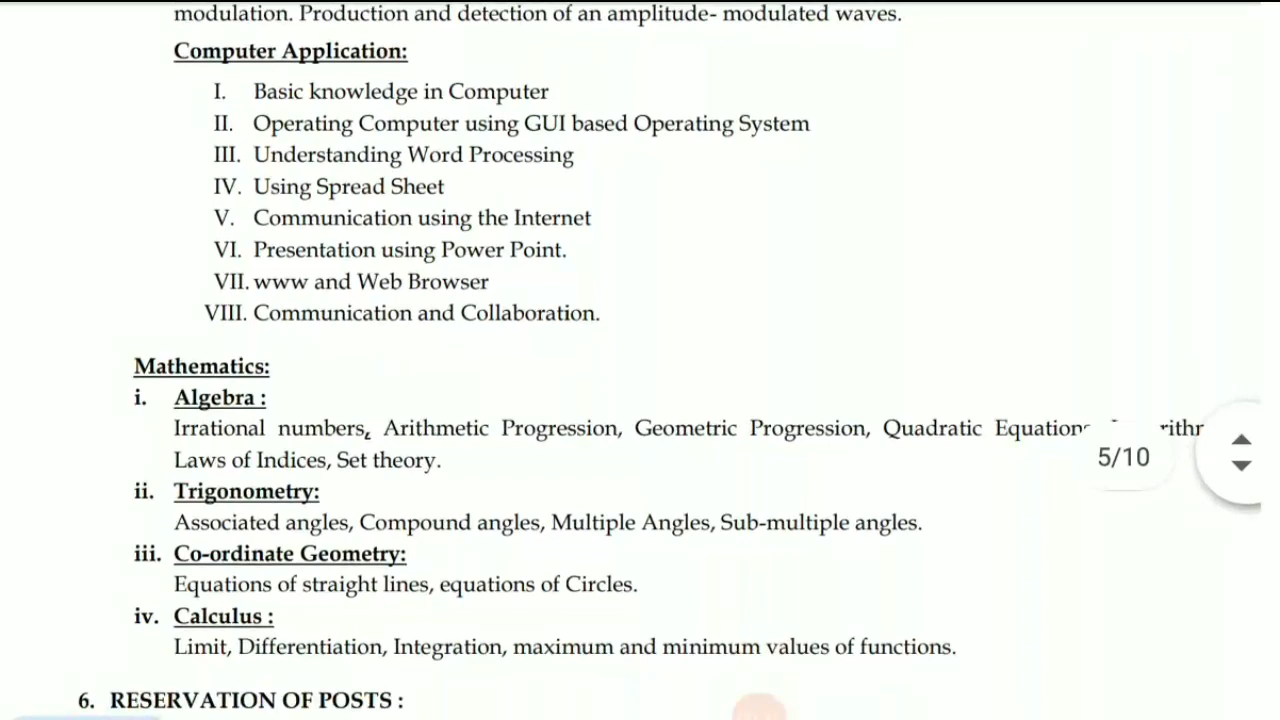 modulation. Production and detection of an amplitude- modulated waves.
Computer Application:
I. Basic knowledge in Computer
II. Operating Computer using GUI based Operating System
III. Understanding Word Processing
IV. Using Spread Sheet
V. Communication using the Internet
VI. Presentation using Power Point.
VII. www and Web Browser
VIII. Communication and Collaboration.
Mathematics:
i. Algebra :
Irrational numbers, Arithmetic Progression, Geometric Progression, Quadratic
Laws of Indices, Set theory.
5/10
ii. Trigonometry:
Associated angles, Compound angles, Multiple Angles, Sub-multiple angles.
iii. Co-ordinate Geometry:
Equations of straight lines, equations of Circles.
iv. Calculus :
Limit, Differentiation, Integration, maximum and minimum values of functions.
6. RESERVATION OF POSTS :